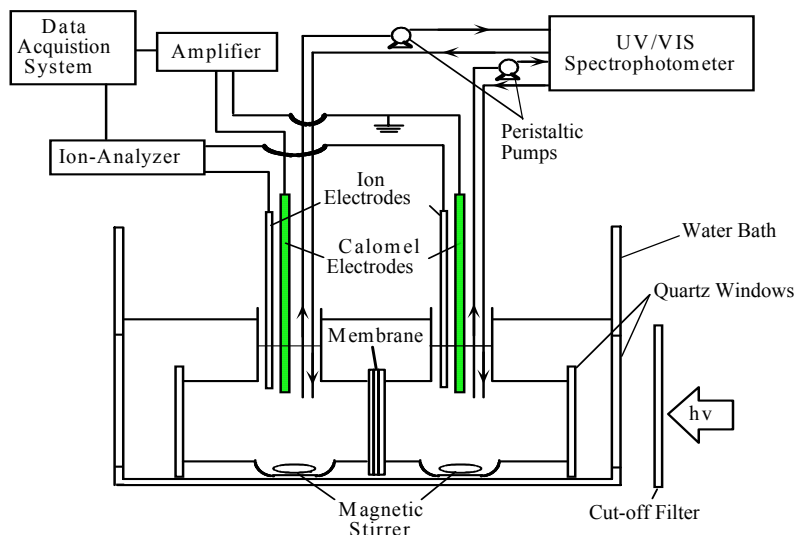 Data
Acquistion
System
Amplifier
UV/VIS
Spectrophotometer
Peristaltic
Pumps
Ion-Analyzer
Ion
Electrodes
Calomel
Electrodes
Water Bath
Quartz Windows
Membrane
hv
Magnetic
Stirrer
Cut-off Filter